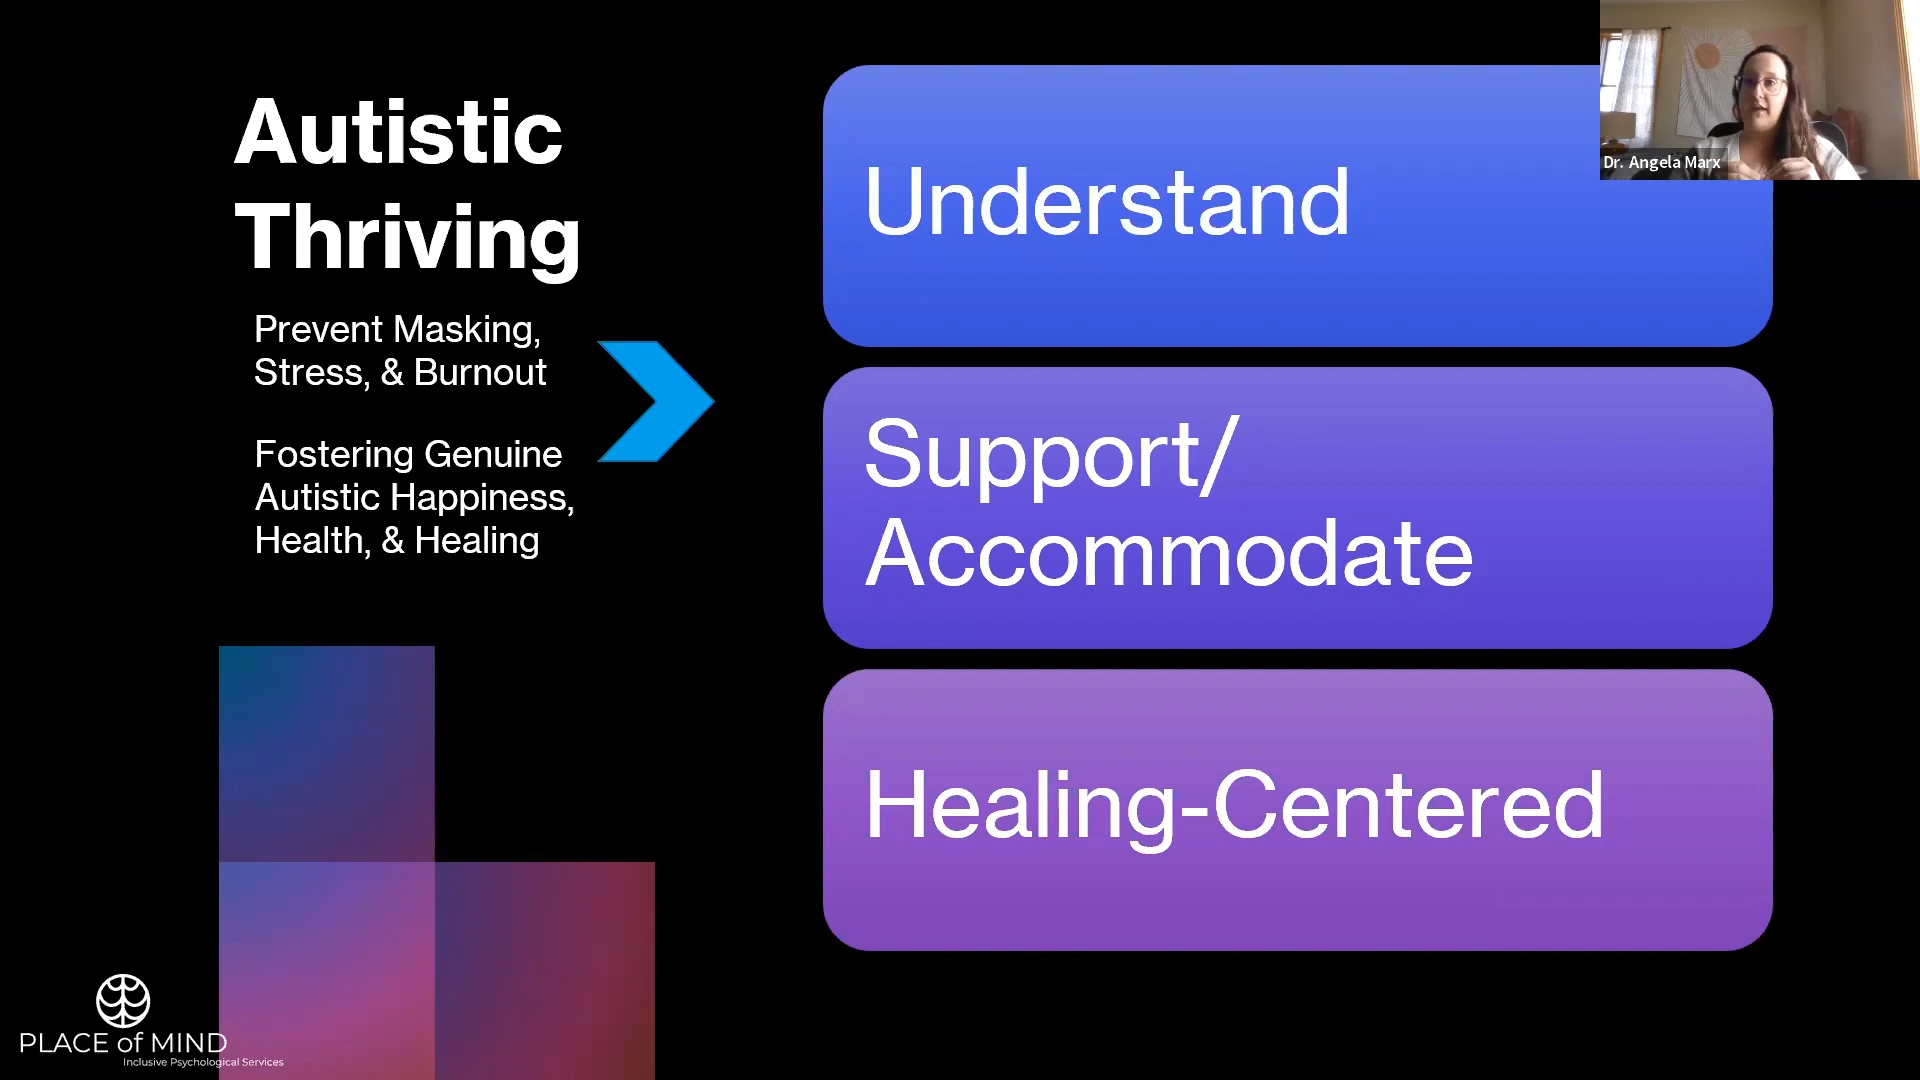 Autistic
Thriving
Prevent Masking,
Stress, & Burnout
Fostering Genuine
Autistic Happiness,
Health, & Healing
Understand
Support/
Accommodate
Healing-Centered
Dr. Angela Marx
PLACE of MIND
Inclusive Psychological Services